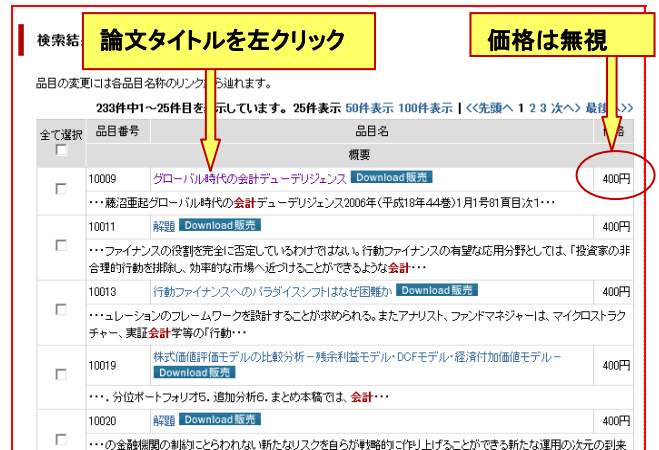 検索結
論文タイトルを左クリック
価格は無視
品目の変更には各品目名称のリンクから辿れます。
233件中1～25件目を表示しています。25件表示 50件表示 100件表示 | <<先頭へ 1 2 3 次へ> 最後へ>>
全て選択 品目番号 品目名 価格
概要
10009 グローバル時代の会計デューデリジェンス Download販売 400円
・・・藤沼亜起グローバル時代の会計デューデリジェンス2006年(平成18年44巻)1月1号81頁目次1・・・
10011 解題 Download販売 400円
・・・ファイナンスの役割を完全に否定しているわけではない。行動ファイナンスの有望な応用分野としては、「投資家の非
合理的行動を排除し、効率的な市場へ近づけることができるような会計・・・
10013 行動ファイナンスへのパラダイスシフトはなぜ困難か Download販売 400円
・・・ュレーションのフレームワークを設計することが求められる。またアナリスト、ファンドマネジャーは、マイクロストラク
チャー、実証会計学等の「行動・・・
10019 株式価値評価モデルの比較分析－残余利益モデル・DCFモデル・経済付加価値モデル－
Download販売 400円
・・・. 分位ポートフォリオ5. 追加分析6. まとめ本稿では、会計・・・
10020 解題 Download販売 400円
・・・の金融機関の制約にとらわれない新たなリスクを自らが戦略的に作り上げることができる新たな運用の次元の到来